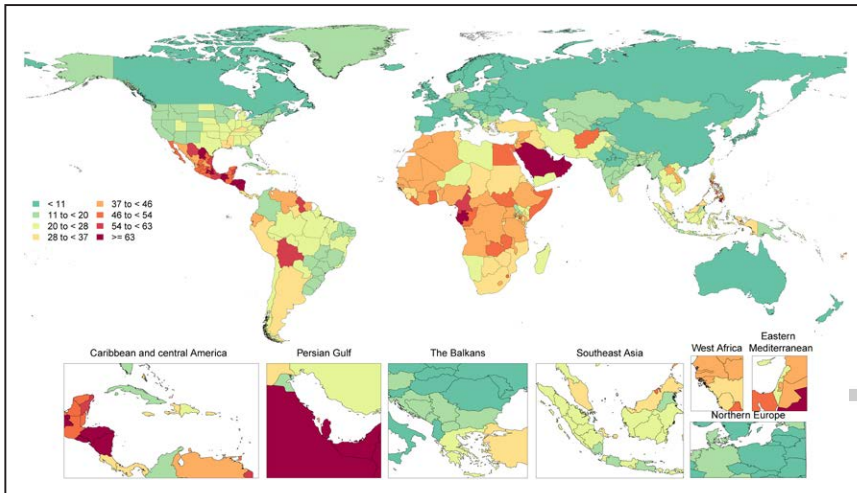 < 11
11 to < 20
20 to < 28
28 to < 37
37 to < 46
46 to < 54
54 to < 63
>= 63
Caribbean and central America
Persian Gulf
The Balkans
Southeast Asia
West Africa
Eastern
Mediterranean
Northern Europe